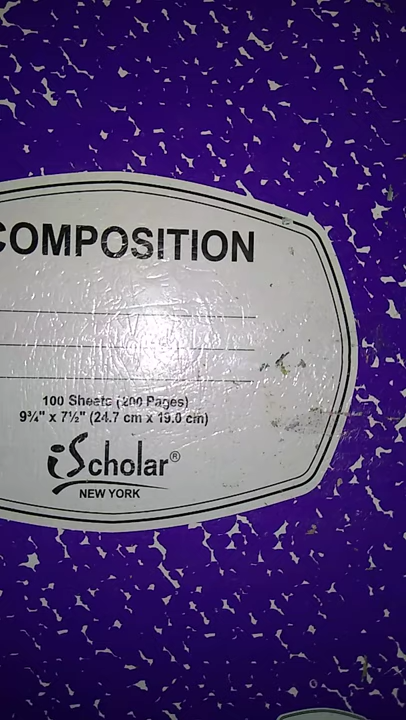 COMPOSITION
100 Sheets (200 Pages)
9¾" x 7½" (24.7 cm x 19.0 cm)
iScholar®
NEW YORK